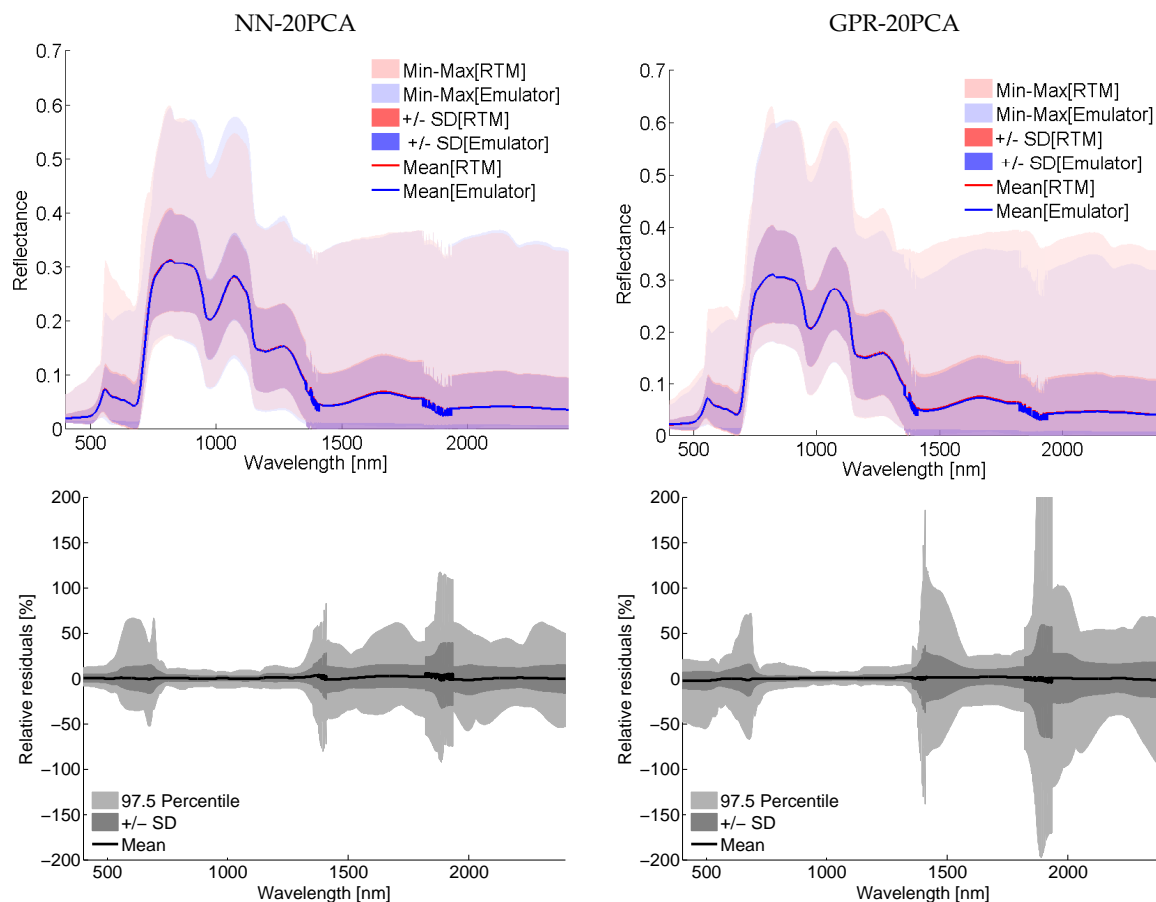 NN-20PCA
GPR-20PCA
0.7
0.6
0.5
0.4
0.3
0.2
0.1
0
Reflectance
500
1000
1500
2000
Wavelength [nm]
Min-Max[RTM]
Min-Max[Emulator]
+/- SD[RTM]
+/- SD[Emulator]
Mean[RTM]
Mean[Emulator]
0.7
0.6
0.5
0.4
0.3
0.2
0.1
0
Reflectance
500
1000
1500
2000
Wavelength [nm]
Min-Max[RTM]
Min-Max[Emulator]
+/- SD[RTM]
+/- SD[Emulator]
Mean[RTM]
Mean[Emulator]
200
150
100
50
0
−50
−100
−150
−200
Relative residuals [%]
97.5 Percentile
+/− SD
Mean
500
1000
1500
2000
Wavelength [nm]
200
150
100
50
0
−50
−100
−150
−200
Relative residuals [%]
97.5 Percentile
+/− SD
Mean
500
1000
1500
2000
Wavelength [nm]